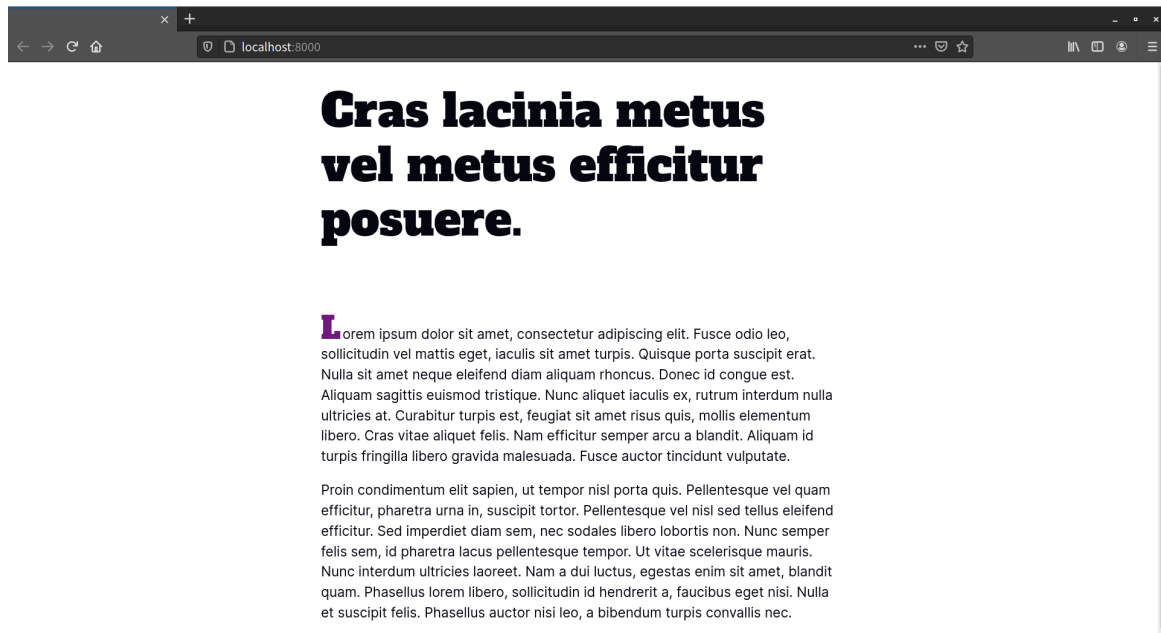 localhost:8000
Cras lacinia metus
vel metus efficitur
posuere.
Lorem ipsum dolor sit amet, consectetur adipiscing elit. Fusce odio leo,
sollicitudin vel mattis eget, iaculis sit amet turpis. Quisque porta suscipit erat.
Nulla sit amet neque eleifend diam aliquam rhoncus. Donec id congue est.
Aliquam sagittis euismod tristique. Nunc aliquet iaculis ex, rutrum interdum nulla
ultricies at. Curabitur turpis est, feugiat sit amet risus quis, mollis elementum
libero. Cras vitae aliquet felis. Nam efficitur semper arcu a blandit. Aliquam id
turpis fringilla libero gravida malesuada. Fusce auctor tincidunt vulputate.
Proin condimentum elit sapien, ut tempor nisl porta quis. Pellentesque vel quam
efficitur, pharetra urna in, suscipit tortor. Pellentesque vel nisl sed tellus eleifend
efficitur. Sed imperdiet diam sem, nec sodales libero lobortis non. Nunc semper
felis sem, id pharetra lacus pellentesque tempor. Ut vitae scelerisque mauris.
Nunc interdum ultricies laoreet. Nam a dui luctus, egestas enim sit amet, blandit
quam. Phasellus lorem libero, sollicitudin id hendrerit a, faucibus eget nisi. Nulla
et suscipit felis. Phasellus auctor nisi leo, a bibendum turpis convallis nec.